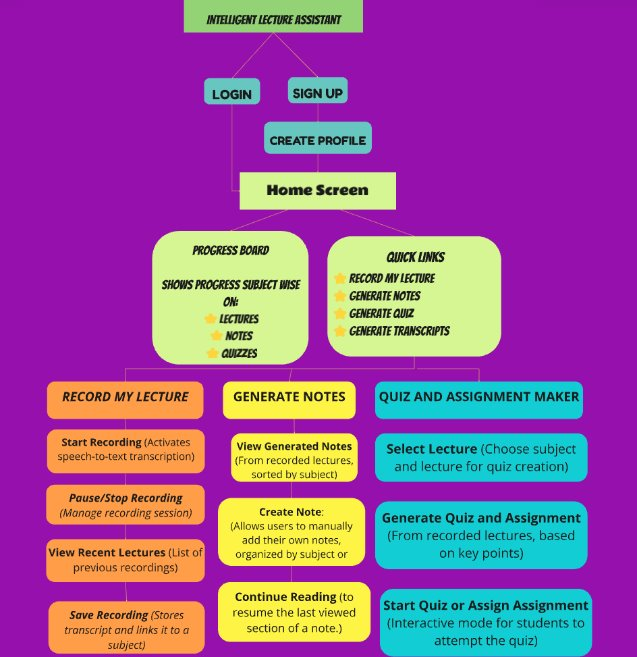 INTELLIGENT LECTURE ASSISTANT
LOGIN
SIGN UP
CREATE PROFILE
Home Screen
PROGRESS BOARD
SHOWS PROGRESS SUBJECT WISE
ON:
LECTURES
NOTES
QUIZZES
QUICK LINKS
RECORD MY LECTURE
GENERATE NOTES
GENERATE QUIZ
GENERATE TRANSCRIPTS
RECORD MY LECTURE
Start Recording (Activates
speech-to-text transcription)
Pause/Stop Recording
(Manage recording session)
View Recent Lectures (List of
previous recordings)
Save Recording (Stores
transcript and links it to a
subject)
GENERATE NOTES
View Generated Notes
(From recorded lectures,
sorted by subject)
Create Note:
(Allows users to manually
add their own notes,
organized by subject or
Continue Reading (to
resume the last viewed
section of a note.)
QUIZ AND ASSIGNMENT MAKER
Select Lecture (Choose subject
and lecture for quiz creation)
Generate Quiz and Assignment
(From recorded lectures, based
on key points)
Start Quiz or Assign Assignment
(Interactive mode for students to
attempt the quiz)